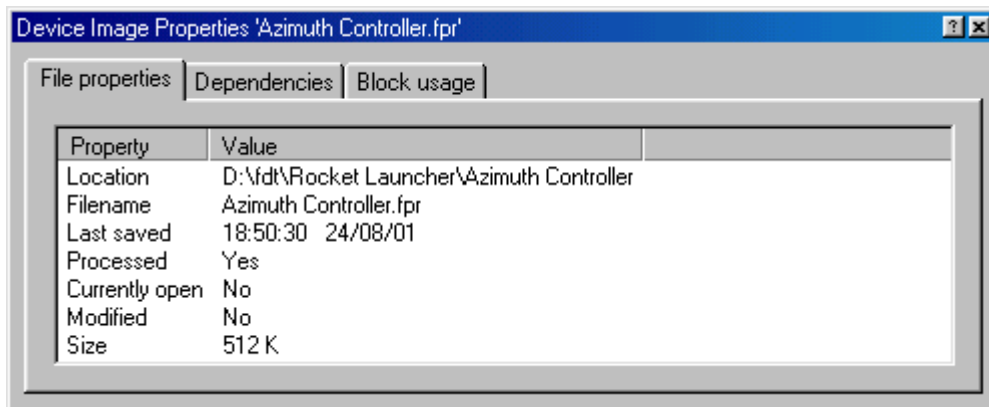 Device Image Properties 'Azimuth Controller.fpr'
File properties Dependencies Block usage
Property Value
Location D:\fdt\Rocket Launcher\Azimuth Controller
Filename Azimuth Controller.fpr
Last saved 18:50:30 24/08/01
Processed Yes
Currently open No
Modified No
Size 512 K